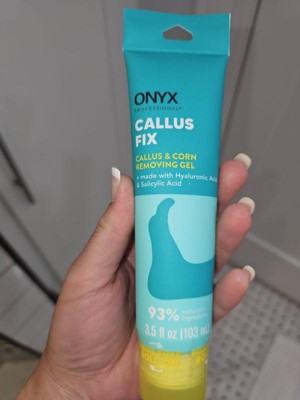 ONYX
PROFESSIONAL
CALLUS
FIX
CALLUS & CORN
REMOVING GEL
• made with Hyaluronic Acid
& Salicylic Acid
93%
3.5 fl oz (103 mL)